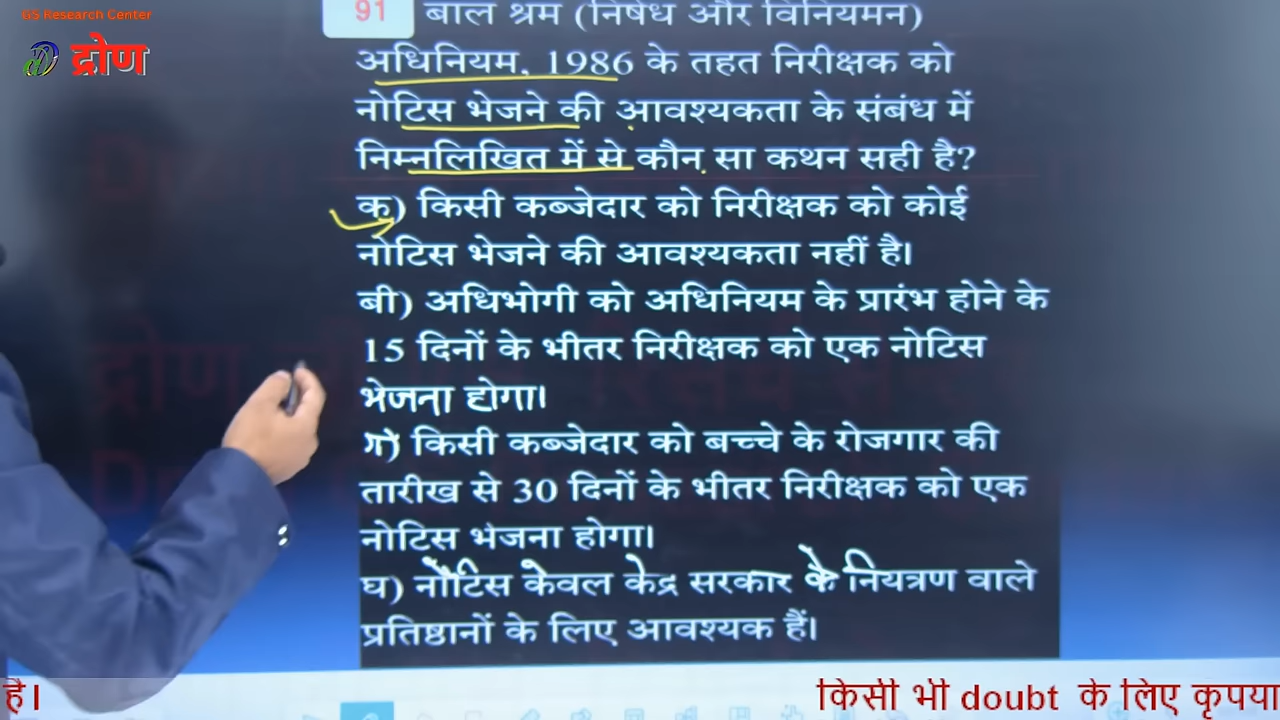 GS Research Center
द्रोण
91 बाल श्रम (निषेध और विनियमन)
अधिनियम, 1986 के तहत निरीक्षक को
नोटिस भेजने की आवश्यकता के संबंध में
निम्नलिखित में से कौन सा कथन सही है?
क) किसी कब्जेदार को निरीक्षक को कोई
नोटिस भेजने की आवश्यकता नहीं है।
बी) अधिभोगी को अधिनियम के प्रारंभ होने के
15 दिनों के भीतर निरीक्षक को एक नोटिस
भेजना होगा।
ग) किसी कब्जेदार को बच्चे के रोजगार की
तारीख से 30 दिनों के भीतर निरीक्षक को एक
नोटिस भेजना होगा।
घ) नोटिस केवल केंद्र सरकार के नियंत्रण वाले
प्रतिष्ठानों के लिए आवश्यक हैं।
है। किसी भी doubt के लिए कृपया